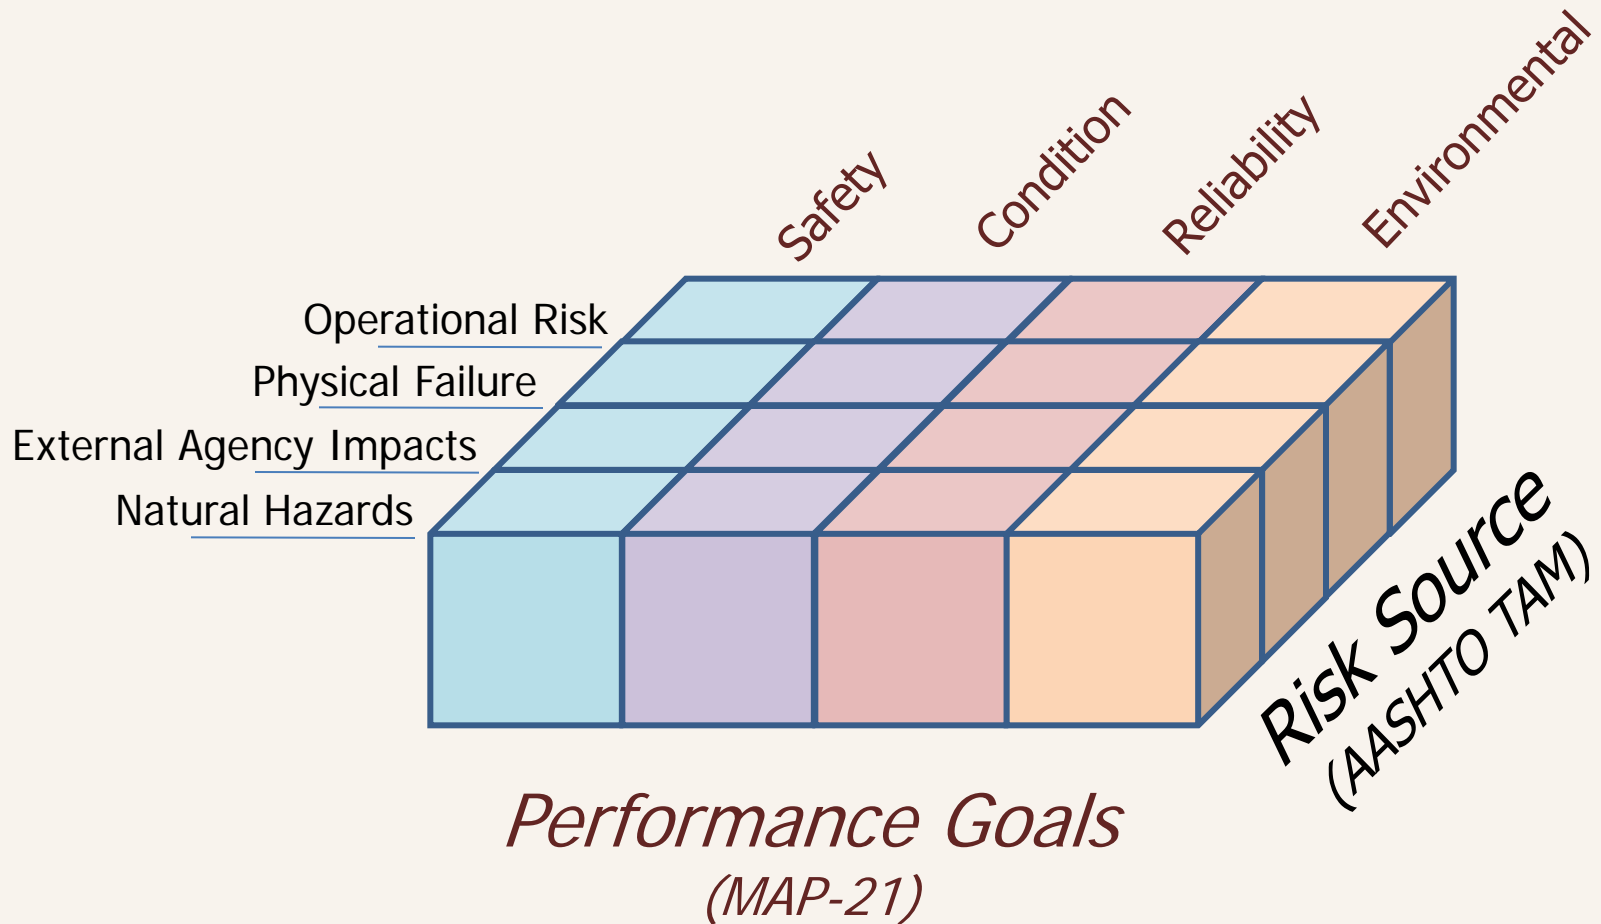 Safety
Condition
Reliability
Environmental
Operational Risk
Physical Failure
External Agency Impacts
Natural Hazards
Risk Source
(AASHTO TAM)
Performance Goals
(MAP-21)